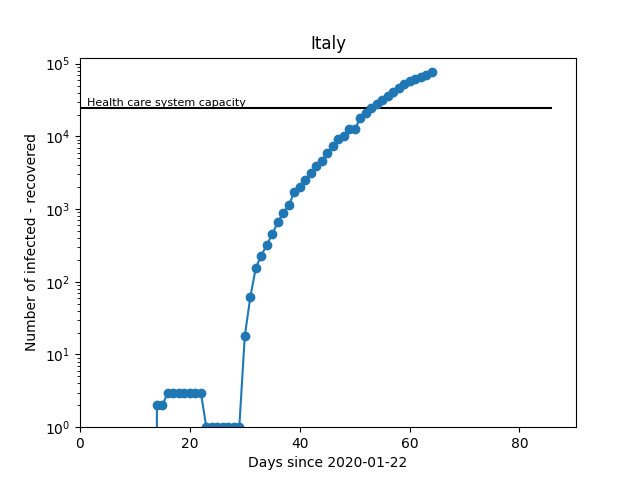 Italy
10^5
Health care system capacity
10^4
10^3
10^2
10^1
10^0
Number of infected - recovered
0 20 40 60 80
Days since 2020-01-22